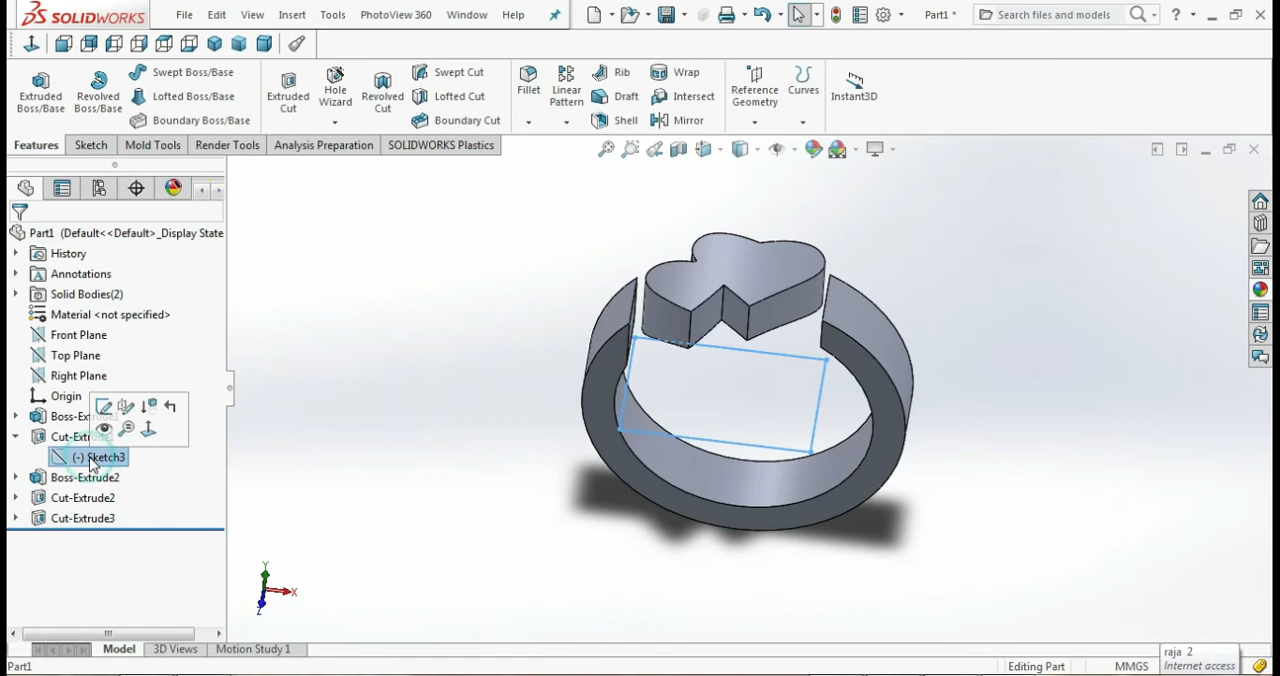 SOLIDWORKS File Edit View Insert Tools PhotoView 360 Window Help Part1 * Search files and models ?
Extruded Boss/Base Revolved Boss/Base Swept Boss/Base Lofted Boss/Base Boundary Boss/Base Extruded Cut Hole Wizard Revolved Cut Swept Cut Lofted Cut Boundary Cut Fillet Linear Pattern Rib Draft Shell Wrap Intersect Mirror Reference Geometry Curves Instant3D
Features Sketch Mold Tools Render Tools Analysis Preparation SOLIDWORKS Plastics
Part1 (Default<<Default>_Display State
History
Annotations
Solid Bodies(2)
Material <not specified>
Front Plane
Top Plane
Right Plane
Origin
Boss-Extrude1
Cut-Extrude1
(-) Sketch3
Boss-Extrude2
Cut-Extrude2
Cut-Extrude3
Y
X
Z
Model 3D Views Motion Study 1
raja 2
Part1 Editing Part MMGS Internet access